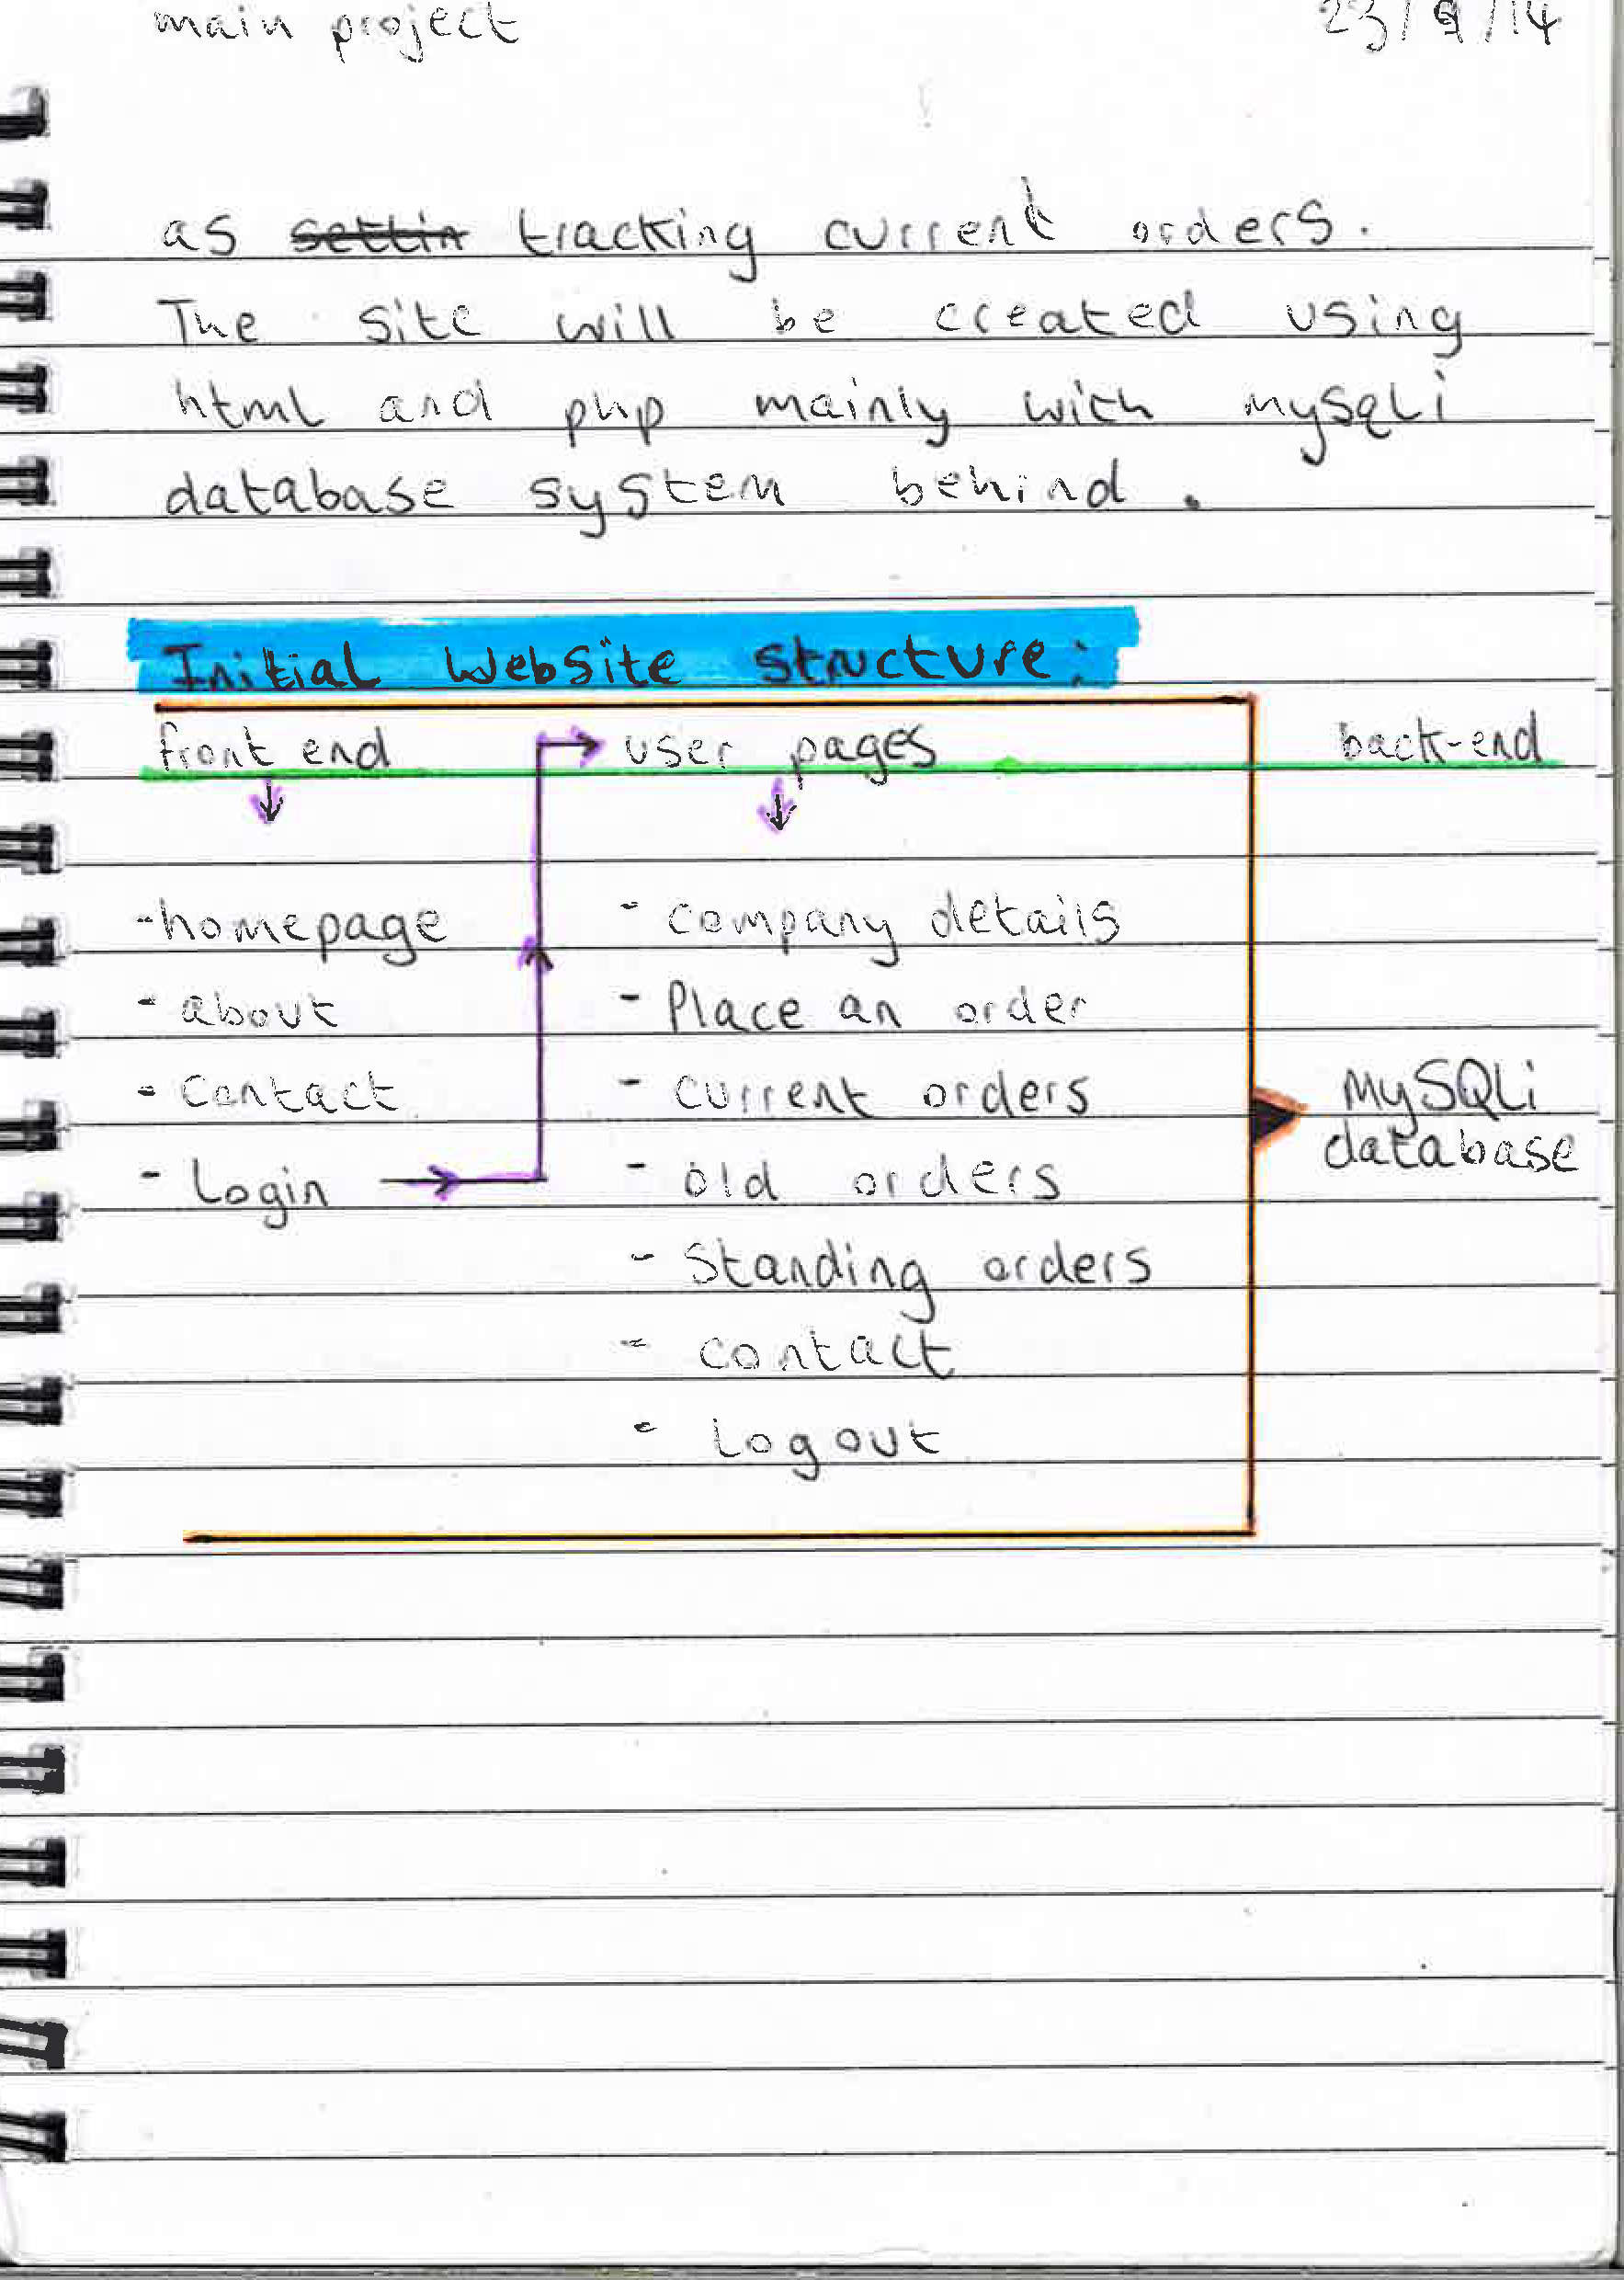 main project 23/9/14
as settin tracking current orders.
The site will be created using
html and php mainly with mysqli
database system behind.
Initial Website Structure:
front end user pages back-end
-homepage - company details
- about - Place an order
- Contact - Current orders MySQLi
database
- Login - old orders
- Standing orders
- contact
- Logout